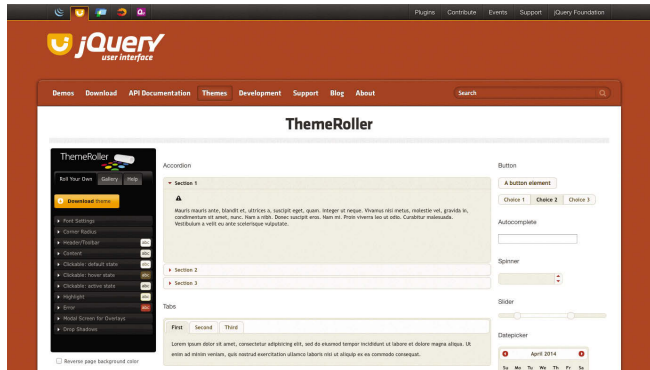 Plugins Contribute Events Support jQuery Foundation
jQuery
user interface
Demos Download API Documentation Themes Development Support Blog About Search
ThemeRoller
ThemeRoller
Roll Your Own Gallery Help
Download theme
Font Settings
Corner Radius
Header/Toolbar abc
Content abc
Clickable: default state abc
Clickable: hover state abc
Clickable: active state abc
Highlight abc
Error abc
Modal Screen for Overlays
Drop Shadows
Reverse page background color
Accordion
Section 1
Mauris mauris ante, blandit et, ultrices a, suscipit eget, quam. Integer ut neque. Vivamus nisi metus, molestie vel, gravida in,
condimentum sit amet, nunc. Nam a nibh. Donec suscipit eros. Nam mi. Proin viverra leo ut odio. Curabitur malesuada.
Vestibulum a velit eu ante scelerisque vulputate.
Section 2
Section 3
Tabs
First Second Third
Lorem ipsum dolor sit amet, consectetur adipisicing elit, sed do eiusmod tempor incididunt ut labore et dolore magna aliqua. Ut
enim ad minim veniam, quis nostrud exercitation ullamco laboris nisi ut aliquip ex ea commodo consequat.
Button
A button element
Choice 1 Choice 2 Choice 3
Autocomplete
Spinner
Slider
Datepicker
April 2014
Su Mo Tu We Th Fr Sa